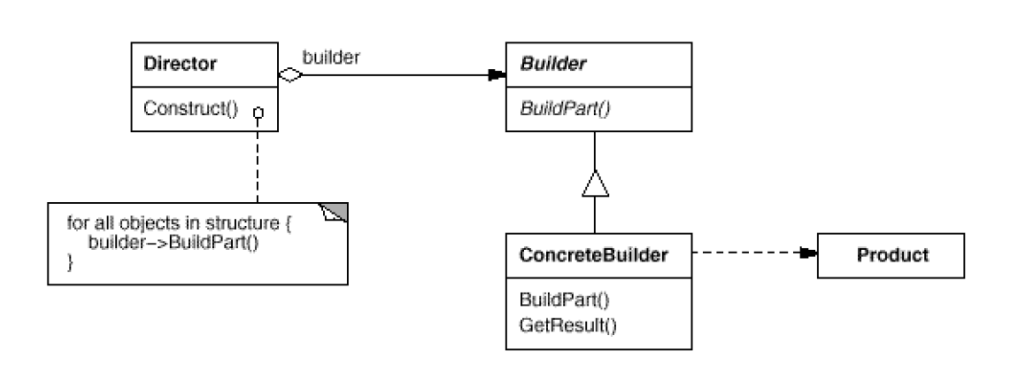 Director
builder
Builder
Construct()
BuildPart()
for all objects in structure {
builder->BuildPart()
}
ConcreteBuilder
Product
BuildPart()
GetResult()